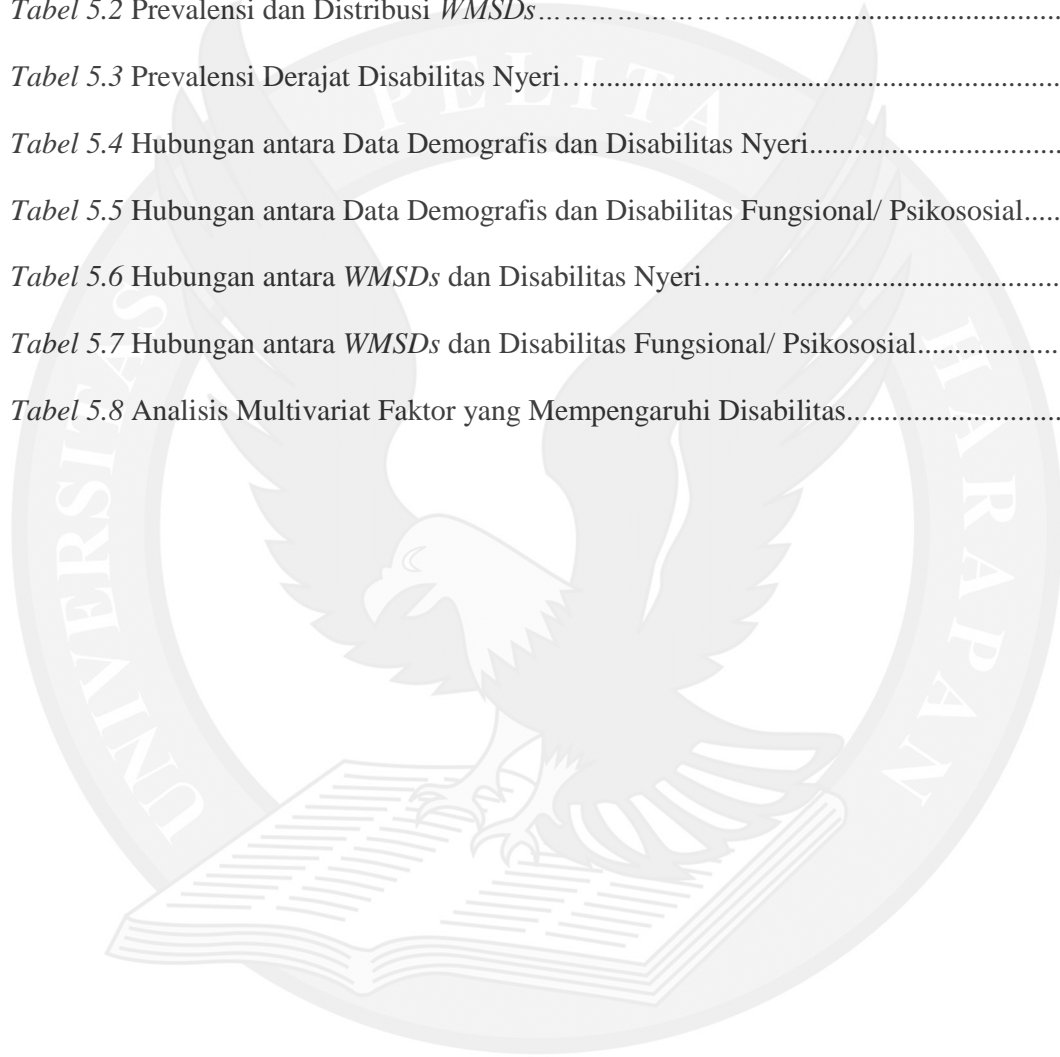 Tabel 5.2 Prevalensi dan Distribusi WMSDs…………………….......................................
Tabel 5.3 Prevalensi Derajat Disabilitas Nyeri….............................................................
Tabel 5.4 Hubungan antara Data Demografis dan Disabilitas Nyeri..................................
Tabel 5.5 Hubungan antara Data Demografis dan Disabilitas Fungsional/ Psikososial.....
Tabel 5.6 Hubungan antara WMSDs dan Disabilitas Nyeri………....................................
Tabel 5.7 Hubungan antara WMSDs dan Disabilitas Fungsional/ Psikososial...................
Tabel 5.8 Analisis Multivariat Faktor yang Mempengaruhi Disabilitas.............................
UNIVERSITAS PELITA HARAPAN